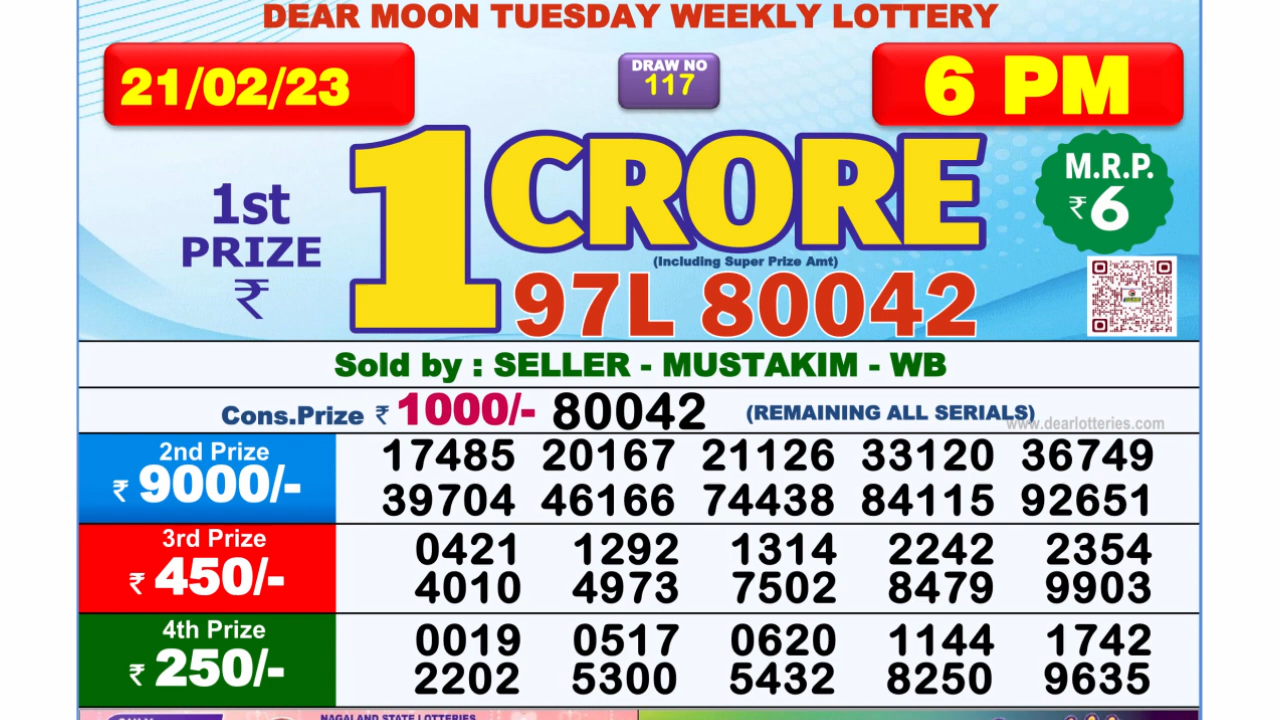 DEAR MOON TUESDAY WEEKLY LOTTERY
21/02/23
DRAW NO
117
6 PM
1st
PRIZE
₹
1 CRORE
(Including Super Prize Amt)
97L 80042
M.R.P.
₹6
Sold by : SELLER - MUSTAKIM - WB
Cons.Prize ₹ 1000/- 80042 (REMAINING ALL SERIALS)
www.dearlotteries.com
2nd Prize
₹ 9000/-
17485 20167 21126 33120 36749
39704 46166 74438 84115 92651
3rd Prize
₹ 450/-
0421 1292 1314 2242 2354
4010 4973 7502 8479 9903
4th Prize
₹ 250/-
0019 0517 0620 1144 1742
2202 5300 5432 8250 9635
NAGALAND STATE LOTTERIES